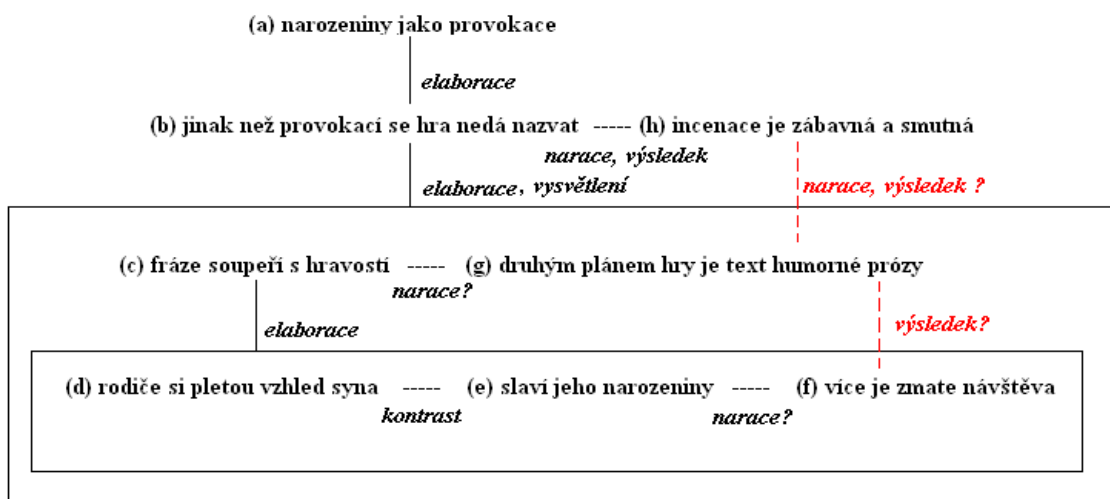 (a) narozeniny jako provokace
elaborace
(b) jinak než provokací se hra nedá nazvat ----- (h) incenace je zábavná a smutná
narace, výsledek
elaborace, vysvětlení
narace, výsledek ?
(c) fráze soupeří s hravostí ----- (g) druhým plánem hry je text humorné prózy
narace?
elaborace
výsledek?
(d) rodiče si pletou vzhled syna ----- (e) slaví jeho narozeniny ----- (f) více je zmate návštěva
kontrast
narace?